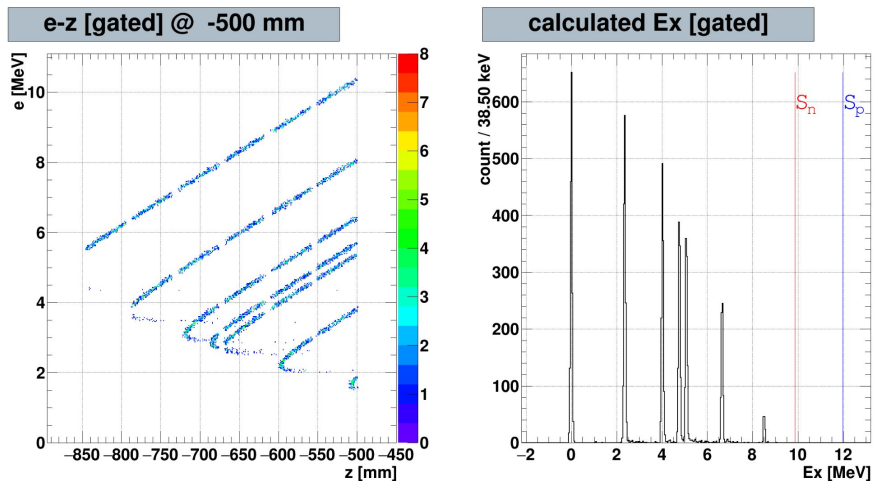 e-z [gated] @ -500 mm
e [MeV]
10
8
6
4
2
0
−850 −800 −750 −700 −650 −600 −550 −500 −450
z [mm]
8
7
6
5
4
3
2
1
0
calculated Ex [gated]
count / 38.50 keV
600
500
400
300
200
100
0
−2 0 2 4 6 8 10 12
Ex [MeV]
S_n
S_p